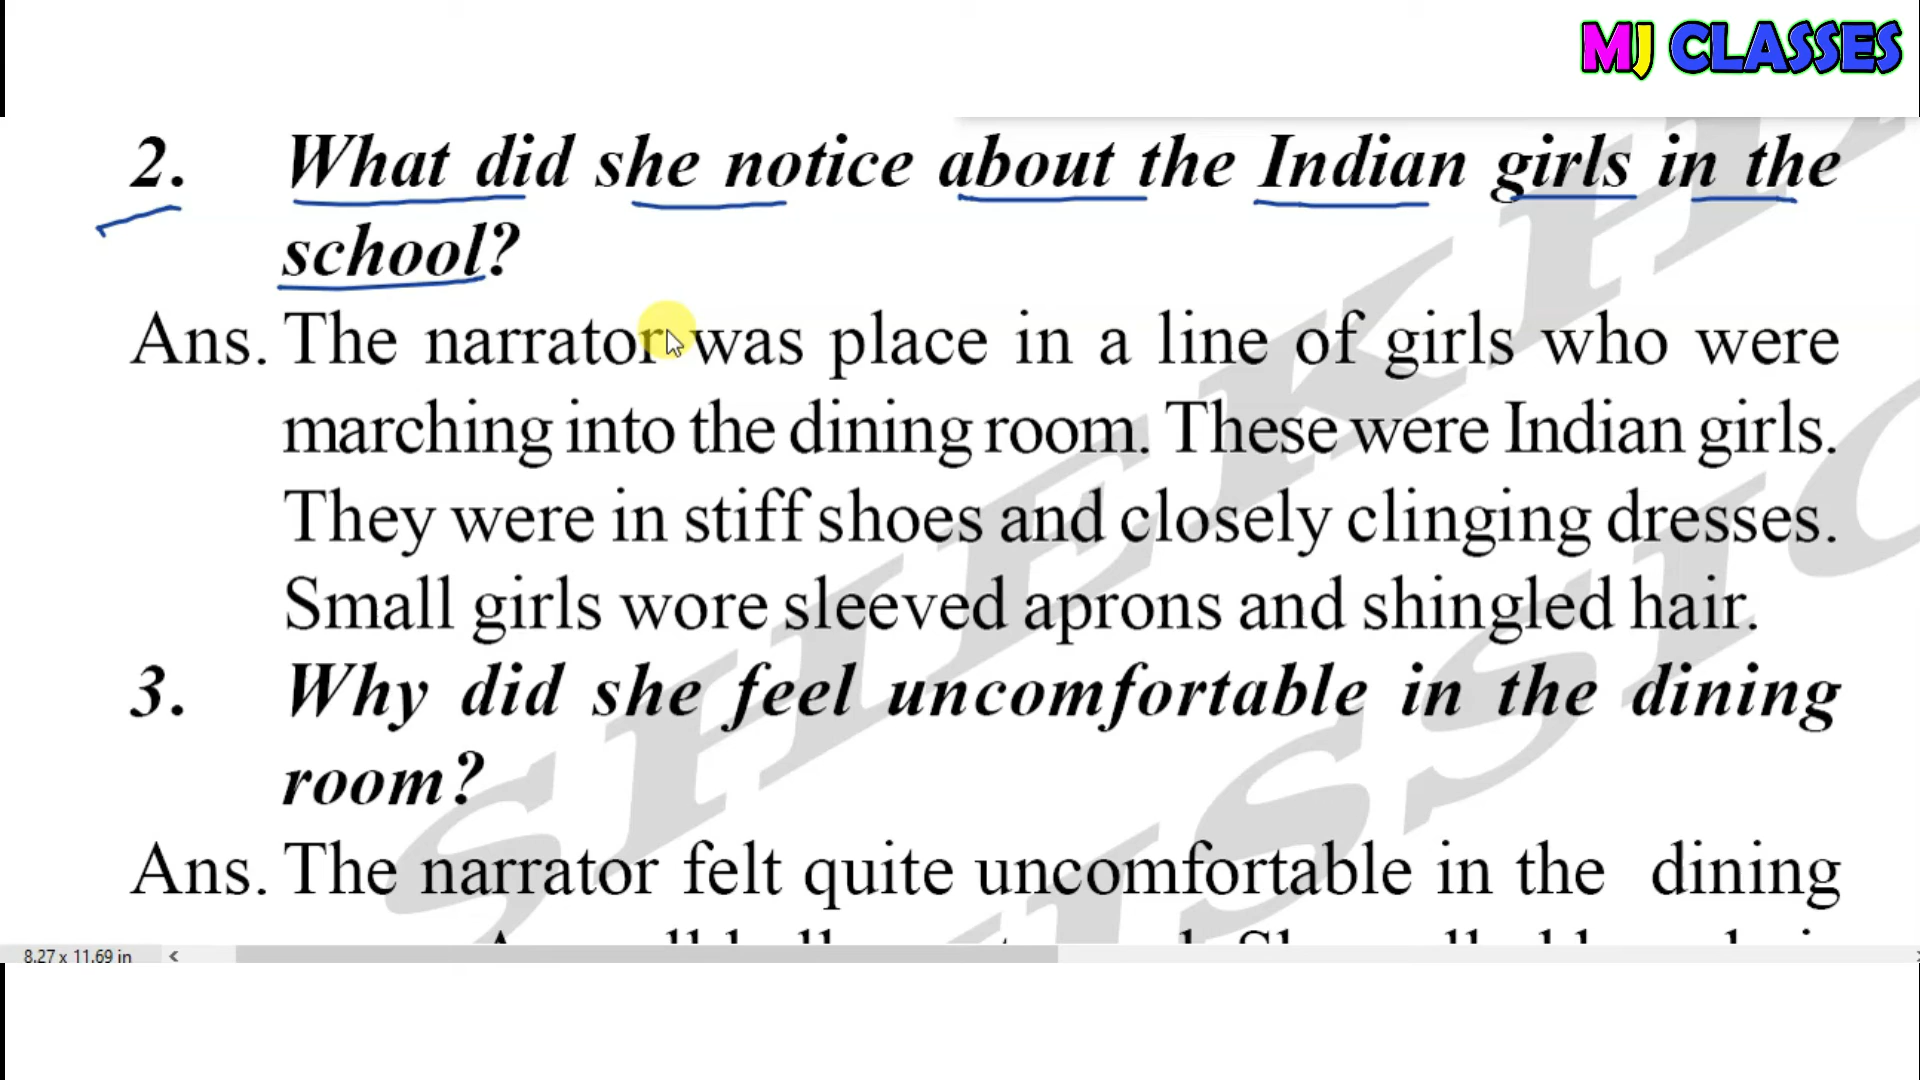 MJ CLASSES
2. What did she notice about the Indian girls in the
school?
Ans. The narrator was place in a line of girls who were
marching into the dining room. These were Indian girls.
They were in stiff shoes and closely clinging dresses.
Small girls wore sleeved aprons and shingled hair.
3. Why did she feel uncomfortable in the dining
room?
Ans. The narrator felt quite uncomfortable in the dining
8.27 x 11.69 in